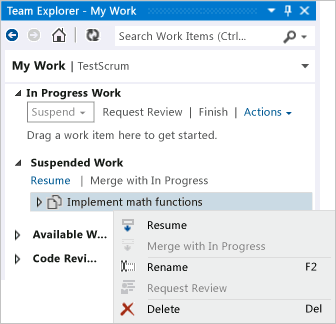 Team Explorer - My Work
Search Work Items (Ctrl...
My Work | TestScrum
In Progress Work
Suspend | Request Review | Finish | Actions
Drag a work item here to get started.
Suspended Work
Resume | Merge with In Progress
Implement math functions
Resume
Available W...
Merge with In Progress
Code Revi...
Rename F2
Request Review
Delete Del